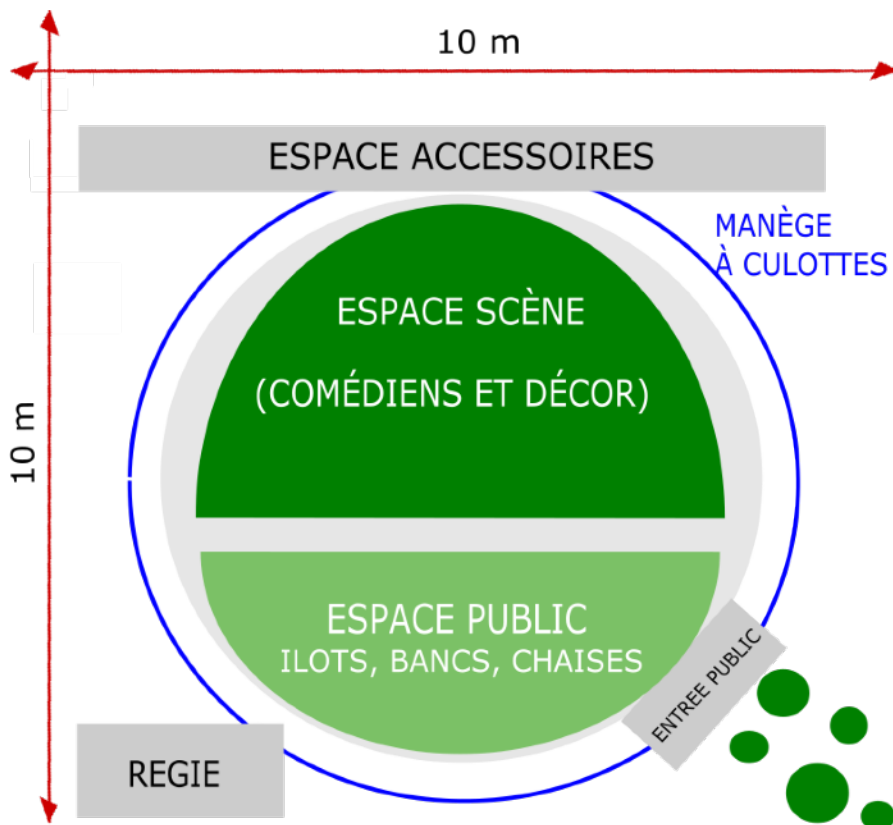 10 m
ESPACE ACCESSOIRES
MANÈGE
À CULOTTES
ESPACE SCÈNE
(COMÉDIENS ET DÉCOR)
10 m
ESPACE PUBLIC
ILOTS, BANCS, CHAISES
ENTREE PUBLIC
REGIE